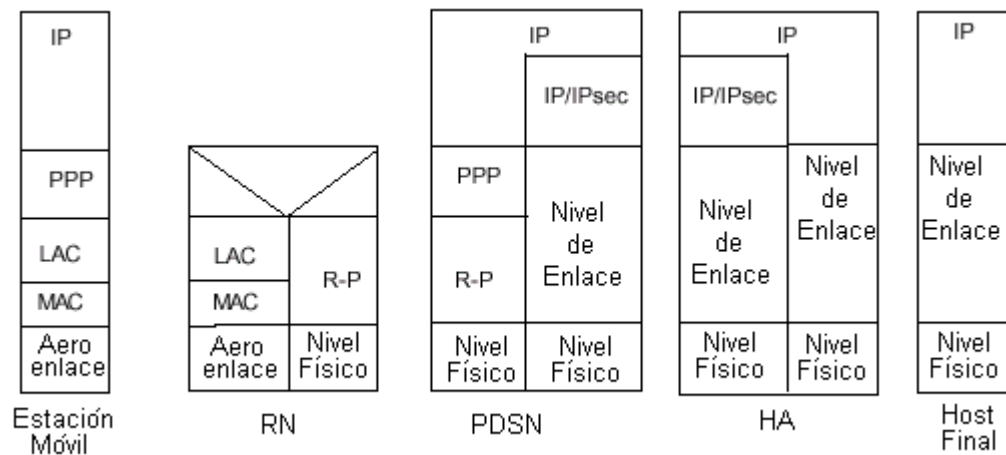 IP
PPP
LAC
MAC
Aero
enlace
Estación
Móvil
LAC
MAC
Aero
enlace
R-P
Nivel
Físico
RN
IP
IP/IPsec
PPP
R-P
Nivel
de
Enlace
Nivel
Físico
Nivel
Físico
PDSN
IP
IP/IPsec
Nivel
de
Enlace
Nivel
de
Enlace
Nivel
Físico
Nivel
Físico
HA
IP
Nivel
de
Enlace
Nivel
Físico
Host
Final